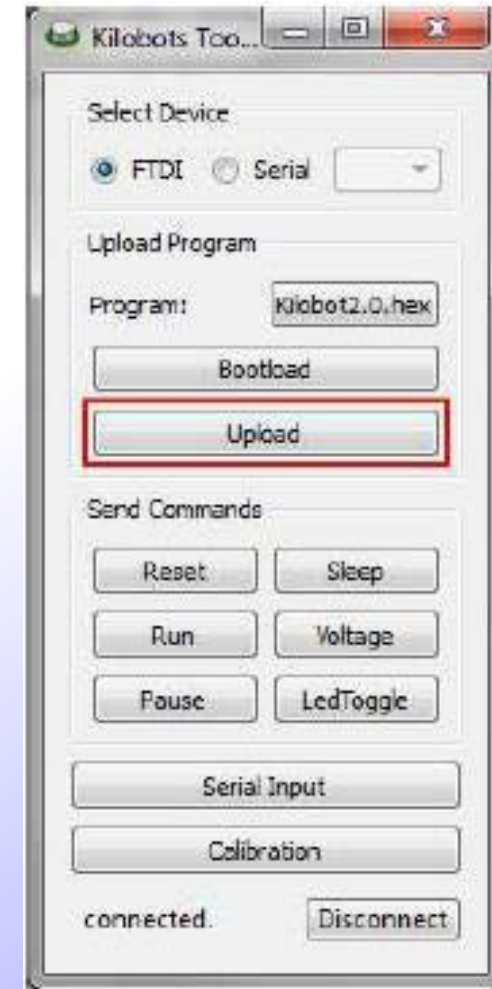 Kilobots Too...
Select Device
FTDI Serial
Upload Program
Program: Kilobot2.0.hex
Bootload
Upload
Send Commands
Reset Sleep
Run Voltage
Pause LedToggle
Serial Input
Calibration
connected. Disconnect